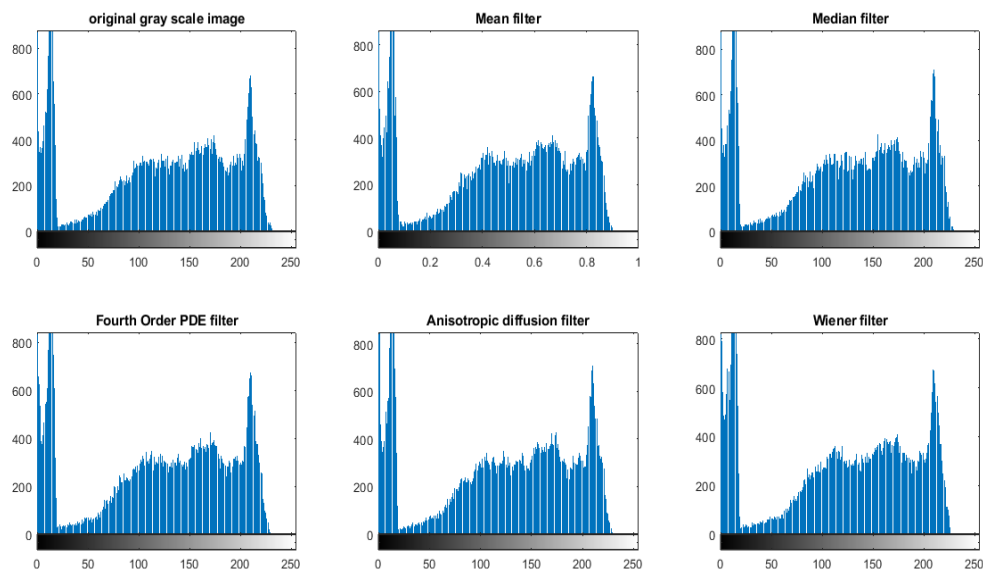 original gray scale image
800
600
400
200
0
0 50 100 150 200 250
Mean filter
800
600
400
200
0
0 0.2 0.4 0.6 0.8 1
Median filter
800
600
400
200
0
0 50 100 150 200 250
Fourth Order PDE filter
800
600
400
200
0
0 50 100 150 200 250
Anisotropic diffusion filter
800
600
400
200
0
0 50 100 150 200 250
Wiener filter
800
600
400
200
0
0 50 100 150 200 250